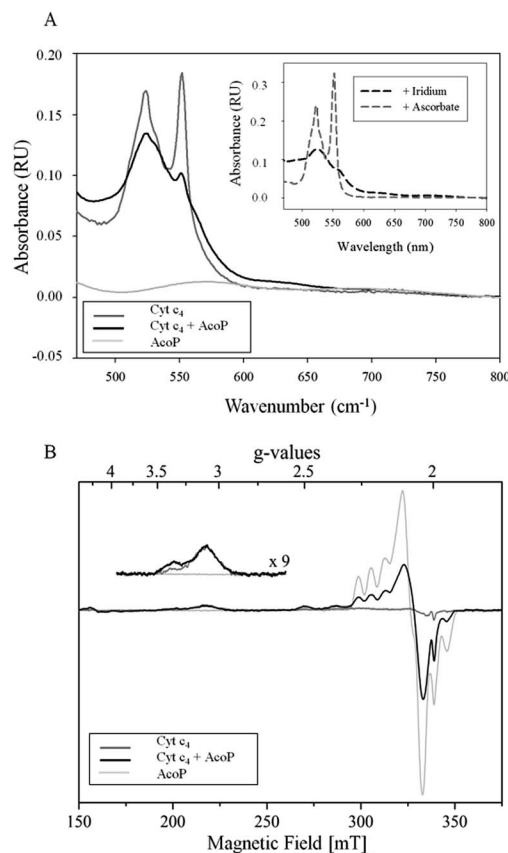 A
Absorbance (RU)
0.20
0.15
0.10
0.05
0.00
-0.05
500
550
600
650
700
750
800
Wavenumber (cm⁻¹)
Cyt c₄
Cyt c₄ + AcoP
AcoP
Absorbance (RU)
0.3
0.2
0.1
0.0
500
550
600
650
700
750
800
Wavelength (nm)
+ Iridium
+ Ascorbate
B
g-values
4
3.5
3
2.5
2
x 9
Cyt c₄
Cyt c₄ + AcoP
AcoP
150
200
250
300
350
Magnetic Field [mT]